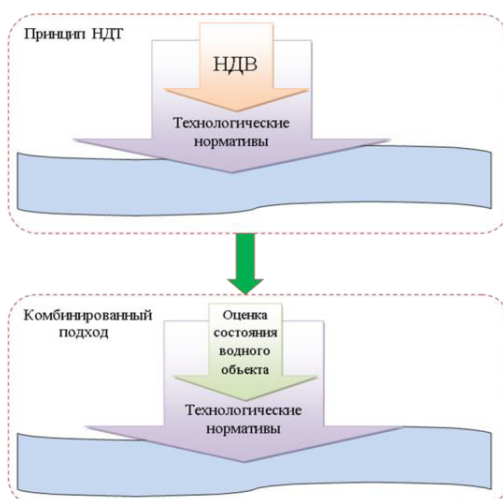 Принцип НДТ
НДВ
Технологические
нормативы
Комбинированный
подход
Оценка
состояния
водного
объекта
Технологические
нормативы